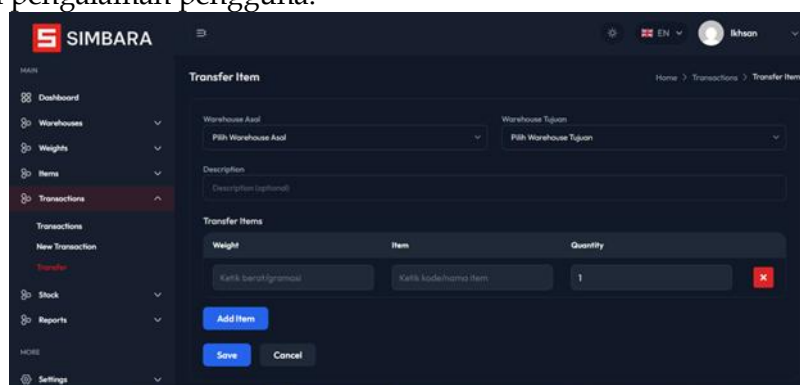 pengalaman pengguna.
SIMBARA
EN
Ikhsan
MAIN
Transfer Item
Home > Transactions > Transfer Item
Dashboard
Warehouses
Warehouse Asal
Warehouse Tujuan
Pilih Warehouse Asal
Pilih Warehouse Tujuan
Weights
Items
Description
Description (optional)
Transactions
Transfer Items
Transactions
Weight
Item
Quantity
New Transaction
Transfer
Ketik berat/gramasi
Ketik kode/nama item
1
Stock
Reports
Add Item
MORE
Save
Cancel
Settings